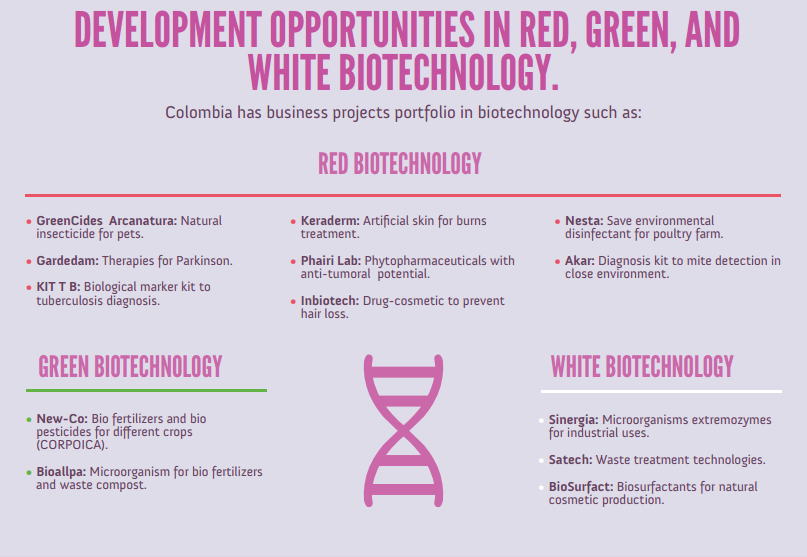 DEVELOPMENT OPPORTUNITIES IN RED, GREEN, AND
WHITE BIOTECHNOLOGY.
Colombia has business projects portfolio in biotechnology such as:
RED BIOTECHNOLOGY
• GreenCides Arcanatura: Natural
insecticide for pets.
• Gardedam: Therapies for Parkinson.
• KIT T B: Biological marker kit to
tuberculosis diagnosis.
• Keraderm: Artificial skin for burns
treatment.
• Phairi Lab: Phytopharmaceuticals with
anti-tumoral potential.
• Inbiotech: Drug-cosmetic to prevent
hair loss.
• Nesta: Save environmental
disinfectant for poultry farm.
• Akar: Diagnosis kit to mite detection in
close environment.
GREEN BIOTECHNOLOGY
• New-Co: Bio fertilizers and bio
pesticides for different crops
(CORPOICA).
• Bioallpa: Microorganism for bio fertilizers
and waste compost.
WHITE BIOTECHNOLOGY
• Sinergia: Microorganisms extremozymes
for industrial uses.
• Satech: Waste treatment technologies.
• BioSurfact: Biosurfactants for natural
cosmetic production.